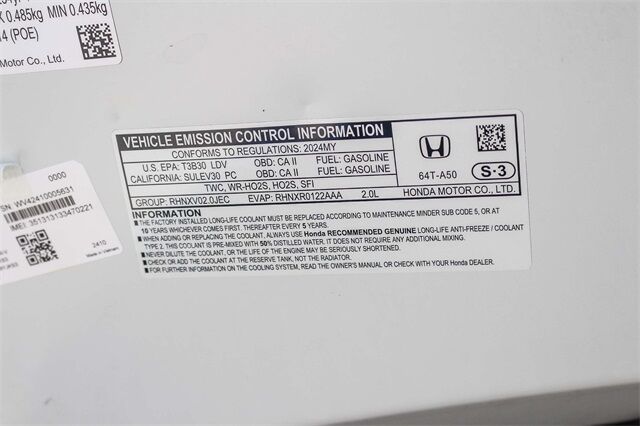 X 0.485kg MIN 0.435kg
(POE)
Motor Co., Ltd.
0000
SN WV42410005631
IMEI: 351313133470221
2410
Made in Vietnam
VEHICLE EMISSION CONTROL INFORMATION
CONFORMS TO REGULATIONS: 2024MY
U.S. EPA: T3B30 LDV OBD: CA II FUEL: GASOLINE
CALIFORNIA: SULEV30 PC OBD: CA II FUEL: GASOLINE
TWC, WR-HO2S, HO2S, SFI
GROUP: RHNXV02.0JEC EVAP: RHNXR0122AAA 2.0L
64T-A50
S·3
HONDA MOTOR CO., LTD.
INFORMATION
■THE FACTORY INSTALLED LONG-LIFE COOLANT MUST BE REPLACED ACCORDING TO MAINTENANCE MINDER SUB CODE 5, OR AT
10 YEARS WHICHEVER COMES FIRST. THEREAFTER EVERY 5 YEARS.
■WHEN ADDING OR REPLACING THE COOLANT, ALWAYS USE Honda RECOMMENDED GENUINE LONG-LIFE ANTI-FREEZE / COOLANT
TYPE 2. THIS COOLANT IS PRE-MIXED WITH 50% DISTILLED WATER AND DOES NOT NEED ADDITIONAL MIXING.
■NEVER DILUTE THE COOLANT, OR THE LIFE OF THE ENGINE MAY BE SERIOUSLY SHORTENED.
■CHECK OR ADD THE COOLANT AT THE RESERVE TANK, NOT THE RADIATOR.
■FOR FURTHER INFORMATION ON THE COOLING SYSTEM, READ THE OWNER'S MANUAL OR CHECK WITH YOUR Honda DEALER.